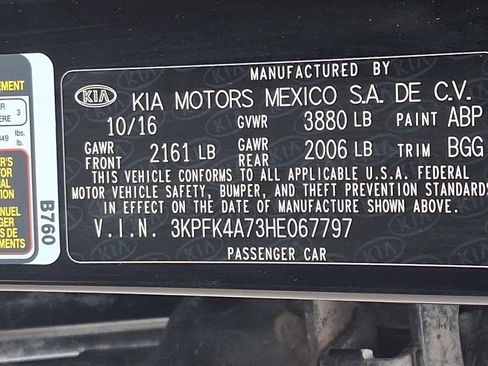 MANUFACTURED BY
KIA KIA MOTORS MEXICO S.A. DE C.V.
10/16 GVWR 3880 LB PAINT ABP
GAWR FRONT 2161 LB GAWR REAR 2006 LB TRIM BGG
THIS VEHICLE CONFORMS TO ALL APPLICABLE U.S.A. FEDERAL
MOTOR VEHICLE SAFETY, BUMPER, AND THEFT PREVENTION STANDARDS
IN EFFECT ON THE DATE OF MANUFACTURE SHOWN ABOVE.
V.I.N. 3KPFK4A73HE067797
PASSENGER CAR
B760
3
lbs.